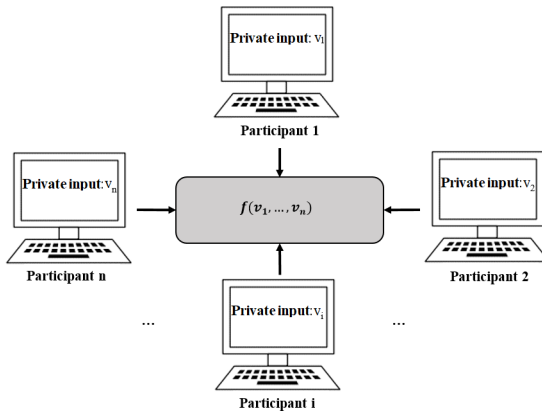 Private input: v₁
Participant 1
Private input: vₙ
Participant n
f(v₁, ..., vₙ)
Private input: v₂
Participant 2
...
Private input: vᵢ
Participant i
...